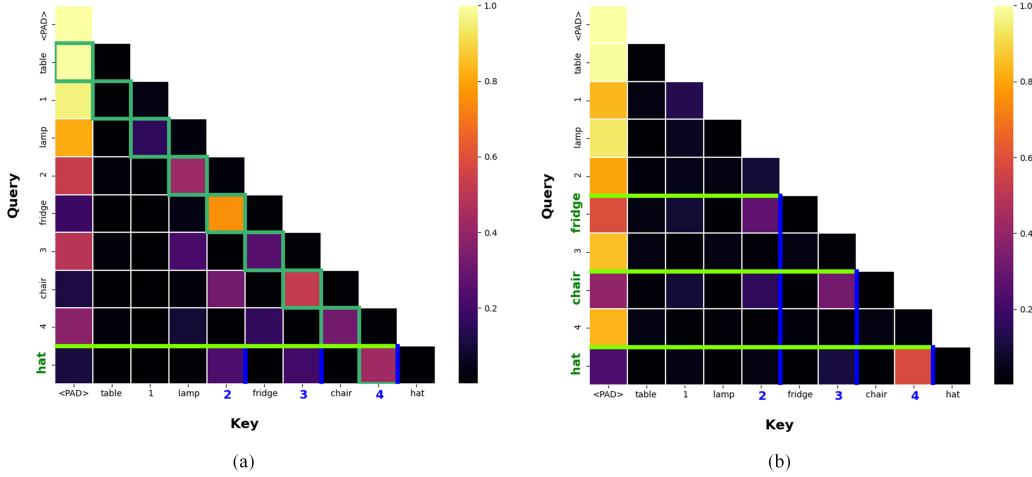 <PAD>
table
1
lamp
2
fridge
3
chair
4
hat
Query
<PAD> table 1 lamp 2 fridge 3 chair 4 hat
Key
1.0
0.8
0.6
0.4
0.2
(a)
<PAD>
table
1
lamp
2
fridge
3
chair
4
hat
Query
<PAD> table 1 lamp 2 fridge 3 chair 4 hat
Key
1.0
0.8
0.6
0.4
0.2
(b)